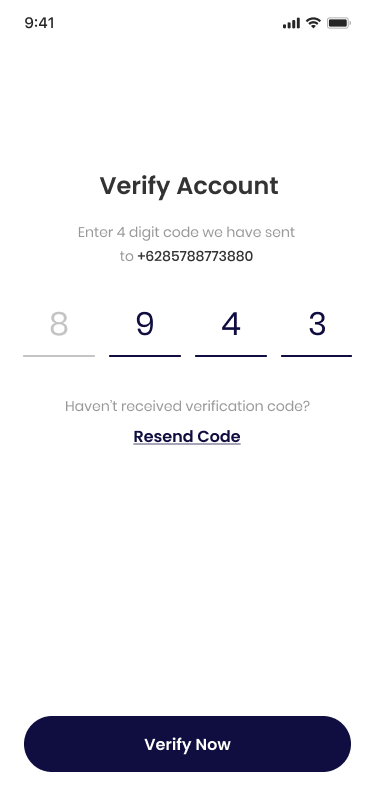 9:41
Verify Account
Enter 4 digit code we have sent
to +6285788773880
8 9 4 3
Haven't received verification code?
Resend Code
Verify Now